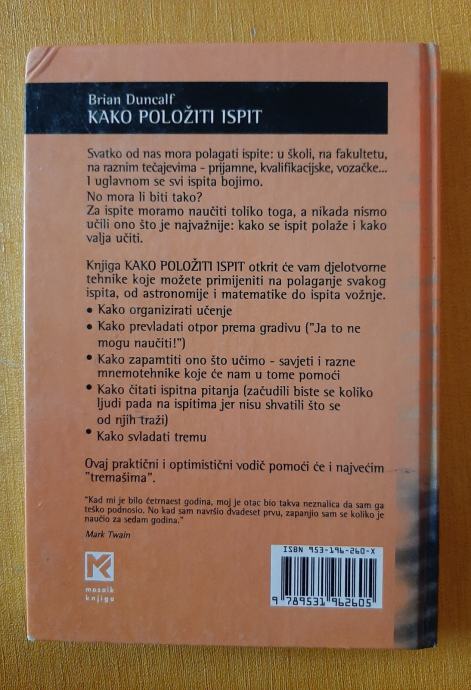 Brian Duncalf
KAKO POLOŽITI ISPIT
Svatko od nas mora polagati ispite: u školi, na fakultetu,
na raznim tečajevima - prijamne, kvalifikacijske, vozačke...
I uglavnom se svi ispita bojimo.
No mora li biti tako?
Za ispite moramo naučiti toliko toga, a nikada nismo
učili ono što je najvažnije: kako se ispit polaže i kako
valja učiti.
Knjiga KAKO POLOŽITI ISPIT otkrit će vam djelotvorne
tehnike koje možete primijeniti na polaganje svakog
ispita, od astronomije i matematike do ispita vožnje.
• Kako organizirati učenje
• Kako prevladati otpor prema gradivu ("Ja to ne
mogu naučiti!")
• Kako zapamtiti ono što učimo - savjeti i razne
mnemotehnike koje će nam u tome pomoći
• Kako čitati ispitna pitanja (začudili biste se koliko
ljudi pada na ispitima jer nisu shvatili što se
od njih traži)
• Kako svladati tremu
Ovaj praktični i optimistični vodič pomoći će i najvećim
"tremašima".
"Kad mi je bilo četrnaest godina, moj je otac bio takva neznalica da sam ga
teško podnosio. No kad sam navršio dvadeset prvu, zapanjio sam se koliko je
naučio za sedam godina."
Mark Twain
mozaik
knjiga
ISBN 953-196-260-X
9 789531 962605